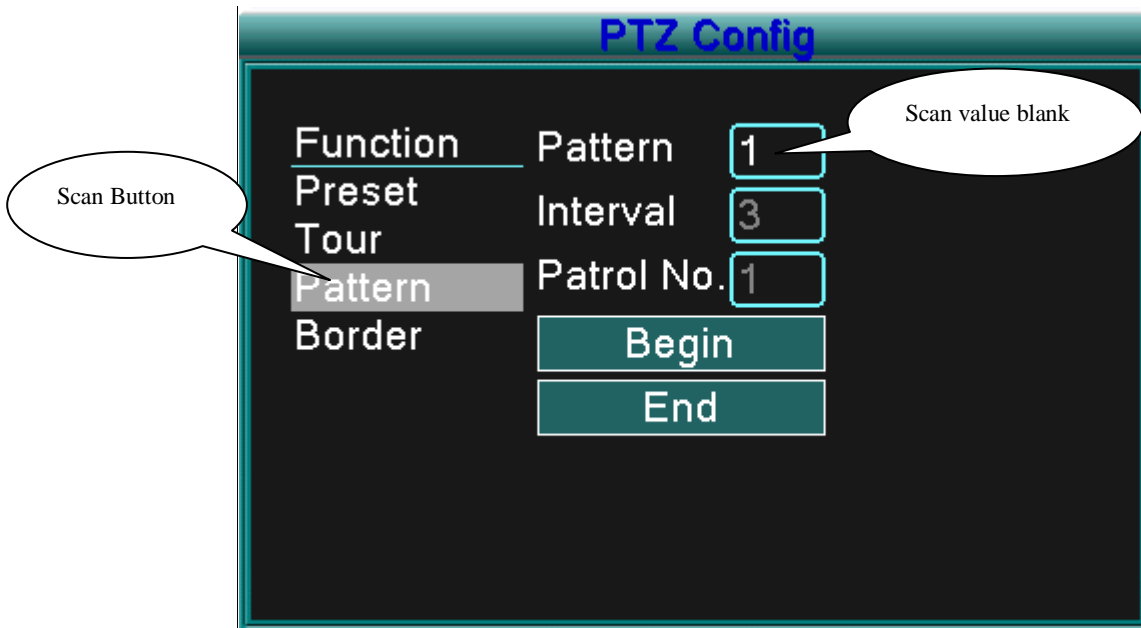 PTZ Config
Scan value blank
Function
Pattern
1
Scan Button
Preset
Interval
3
Tour
Pattern
Patrol No.
1
Border
Begin
End